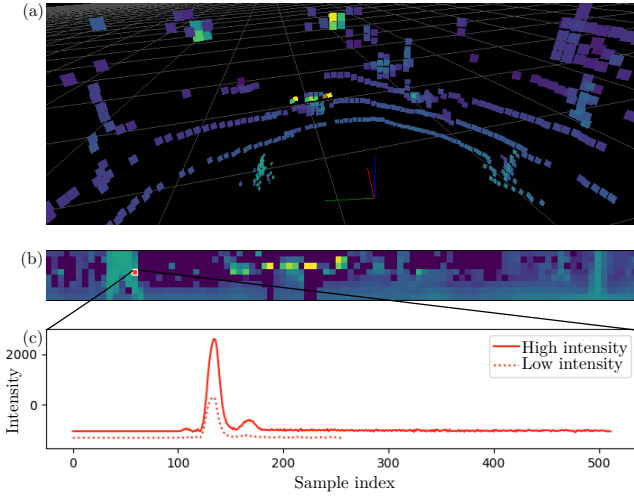 (a)
(b)
(c)
High intensity
Low intensity
2000
0
Intensity
0
100
200
300
400
500
Sample index